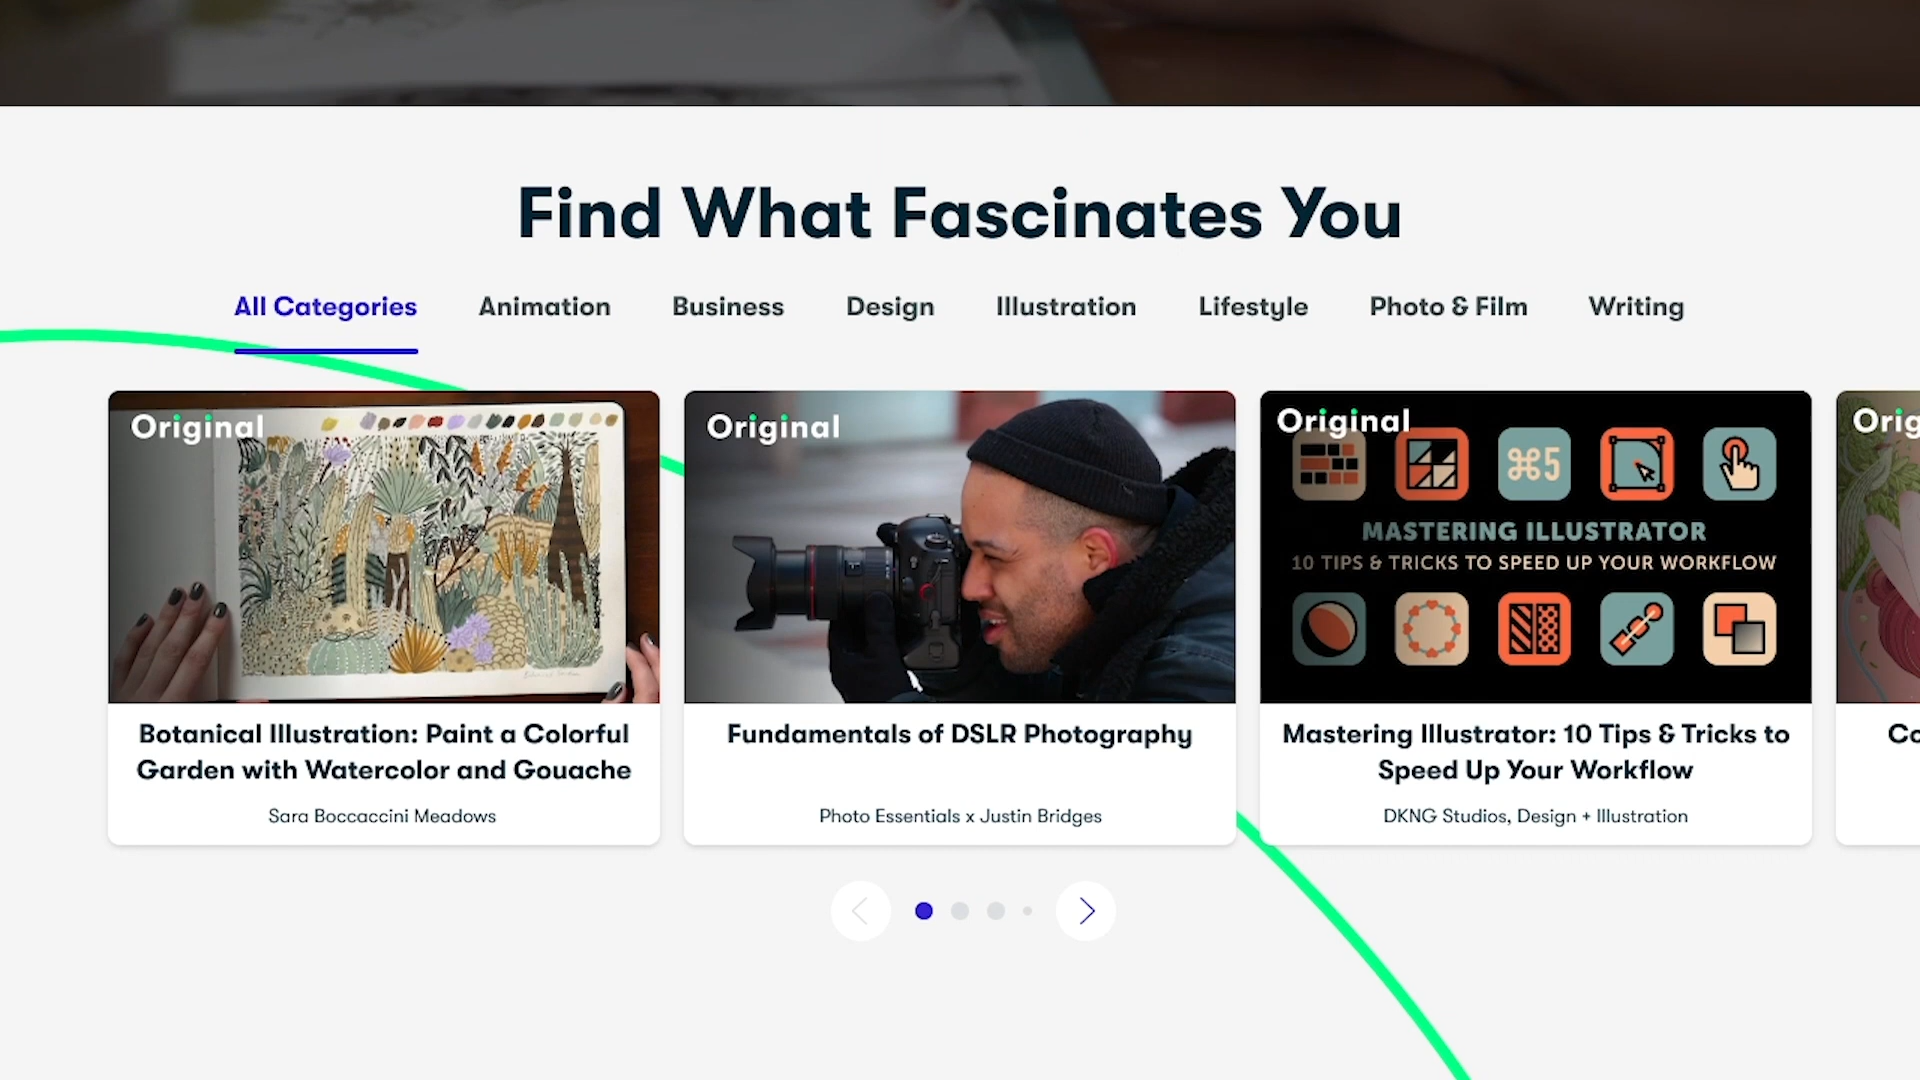 Find What Fascinates You
All Categories Animation Business Design Illustration Lifestyle Photo & Film Writing
Original
Botanical Illustration: Paint a Colorful
Garden with Watercolor and Gouache
Sara Boccaccini Meadows
Original
Fundamentals of DSLR Photography
Photo Essentials x Justin Bridges
Original
⌘5
MASTERING ILLUSTRATOR
10 TIPS & TRICKS TO SPEED UP YOUR WORKFLOW
Mastering Illustrator: 10 Tips & Tricks to
Speed Up Your Workflow
DKNG Studios, Design + Illustration
Orig
Co